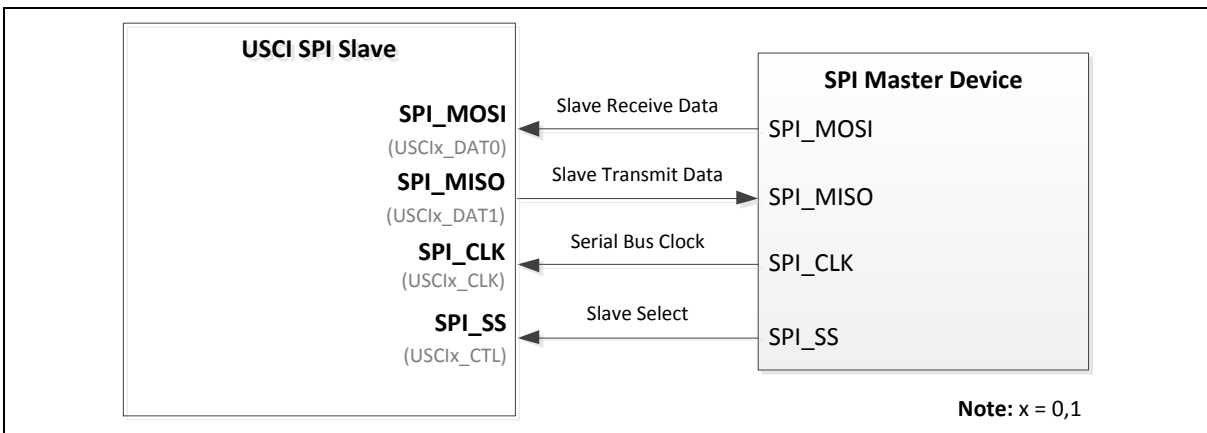 USCI SPI Slave
SPI_MOSI
(USCIx_DAT0)
SPI_MISO
(USCIx_DAT1)
SPI_CLK
(USCIx_CLK)
SPI_SS
(USCIx_CTL)
Slave Receive Data
Slave Transmit Data
Serial Bus Clock
Slave Select
SPI Master Device
SPI_MOSI
SPI_MISO
SPI_CLK
SPI_SS
Note: x = 0,1